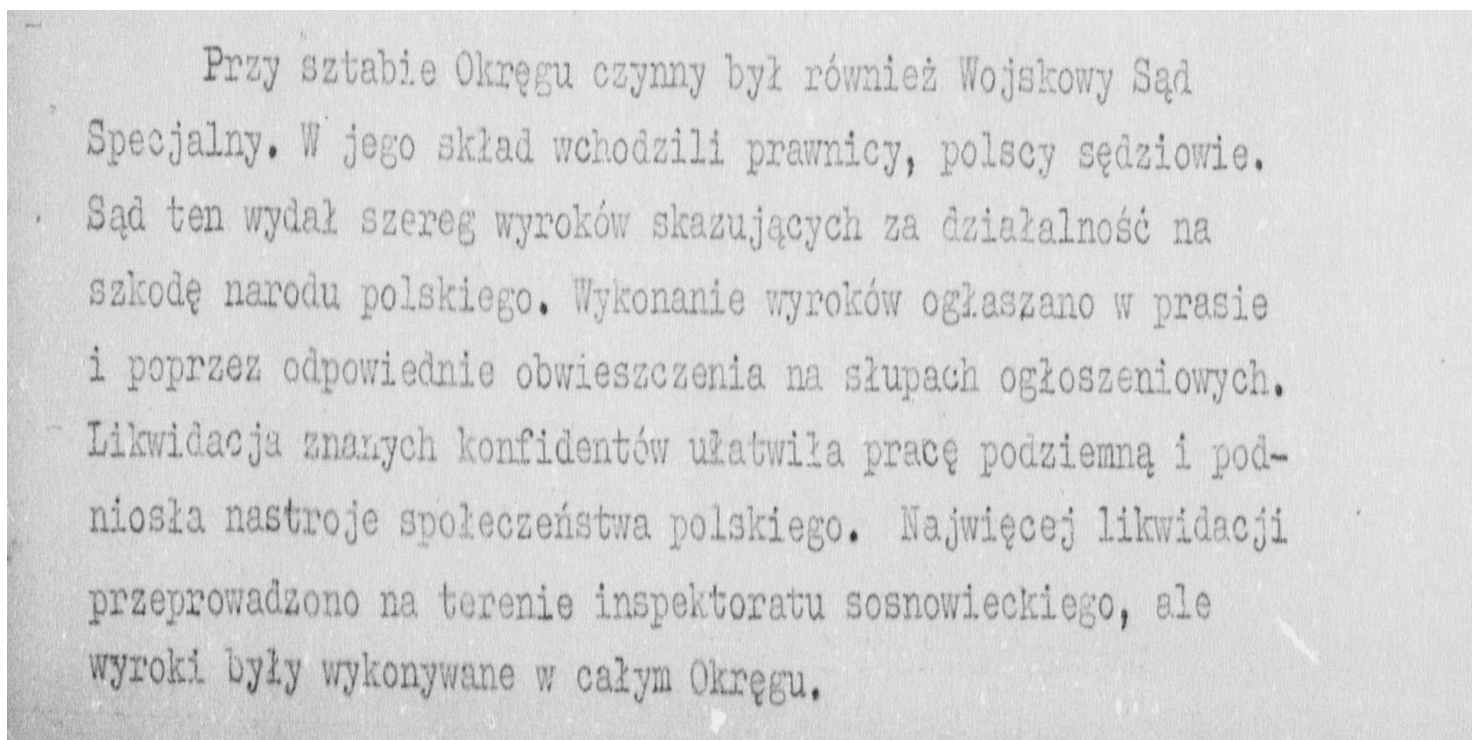 Przy sztabie Okręgu czynny był również Wojskowy Sąd
Specjalny. W jego skład wchodzili prawnicy, polscy sędziowie.
Sąd ten wydał szereg wyroków skazujących za działalność na
szkodę narodu polskiego. Wykonanie wyroków ogłaszano w prasie
i poprzez odpowiednie obwieszczenia na słupach ogłoszeniowych.
Likwidacja znanych konfidentów ułatwiła pracę podziemną i pod-
niosła nastroje społeczeństwa polskiego. Najwięcej likwidacji
przeprowadzono na terenie inspektoratu sosnowieckiego, ale
wyroki były wykonywane w całym Okręgu.